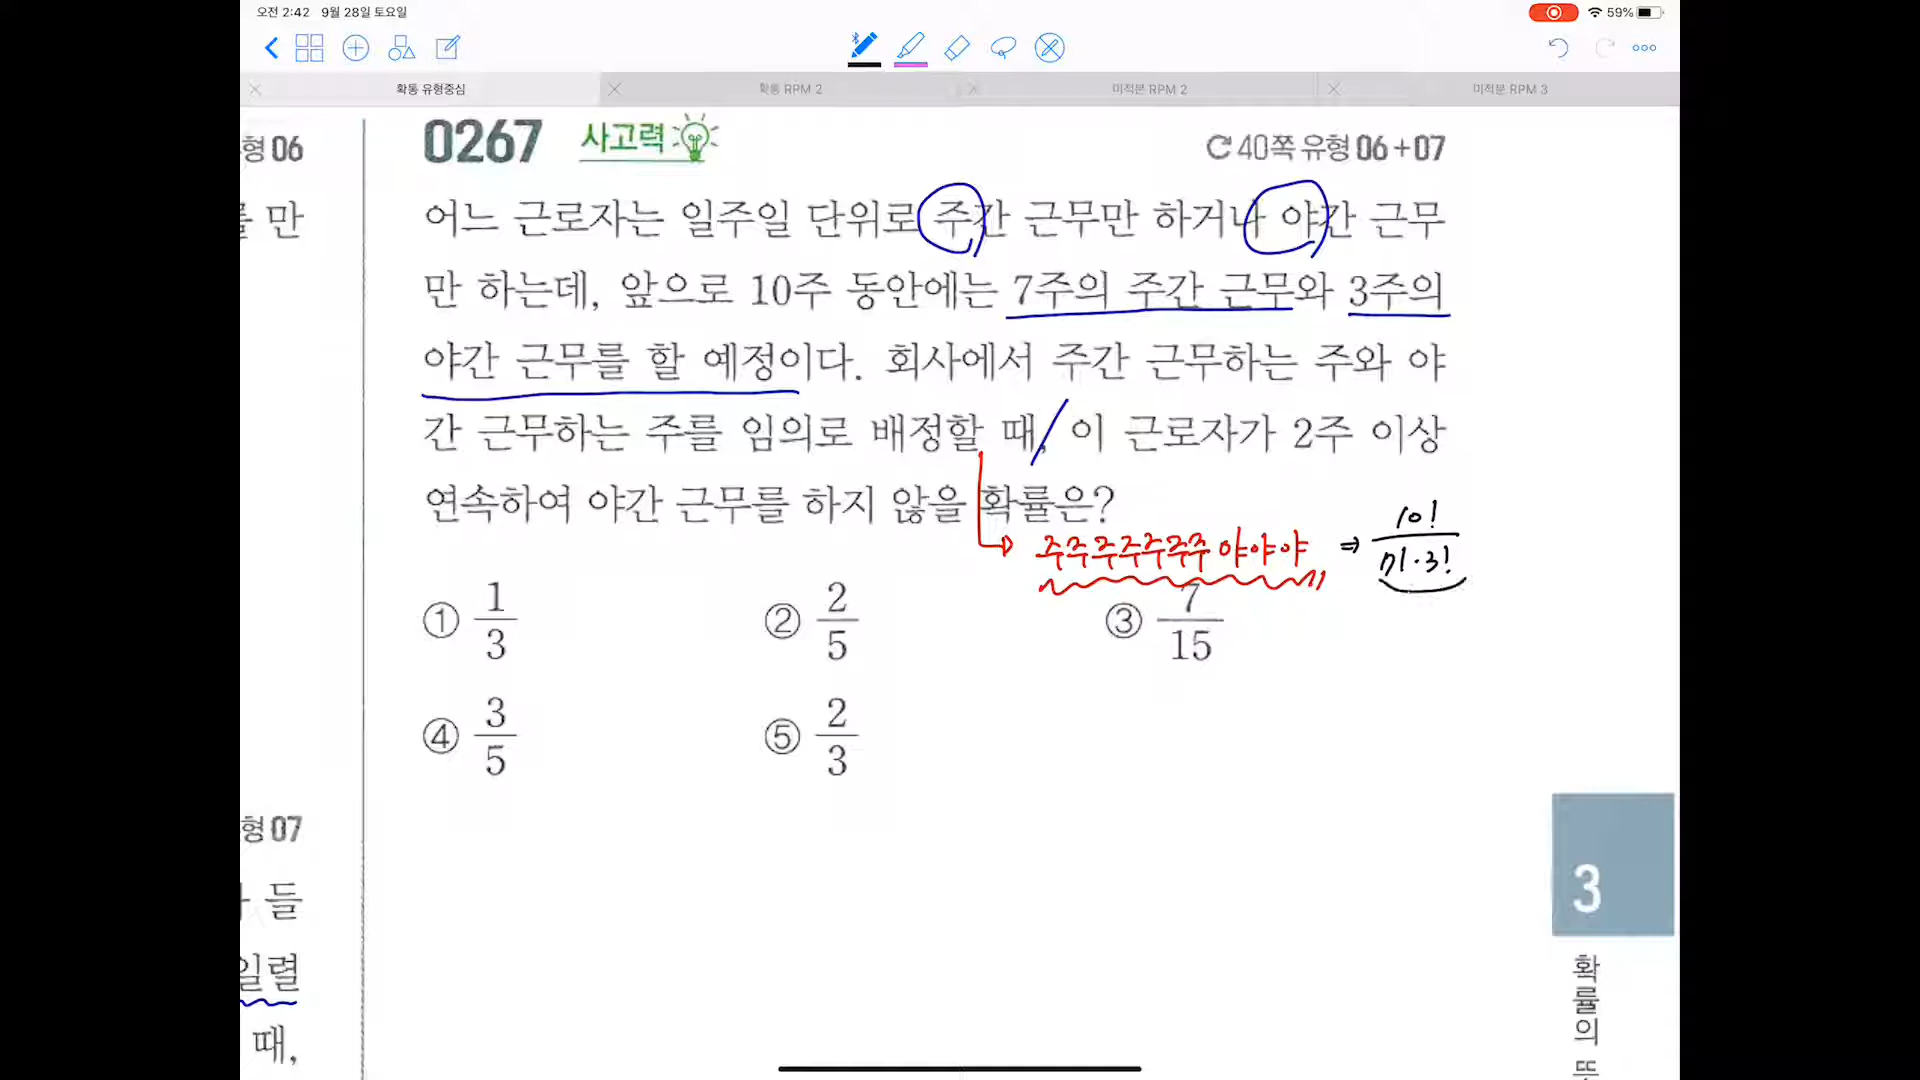 오전 2:42 9월 28일 토요일
59%
확통 유형중심
확통 RPM 2
미적분 RPM 2
미적분 RPM 3
형 06
를 만
형 07
들
일렬
때,
0267 사고력 40쪽 유형 06+07
어느 근로자는 일주일 단위로 주간 근무만 하거나 야간 근무
만 하는데, 앞으로 10주 동안에는 7주의 주간 근무와 3주의
야간 근무를 할 예정이다. 회사에서 주간 근무하는 주와 야
간 근무하는 주를 임의로 배정할 때, 이 근로자가 2주 이상
연속하여 야간 근무를 하지 않을 확률은?
주주주주주주주 야야야 ⇒ 10!/7!·3!
① 1/3 ② 2/5 ③ 7/15
④ 3/5 ⑤ 2/3
3
확률의